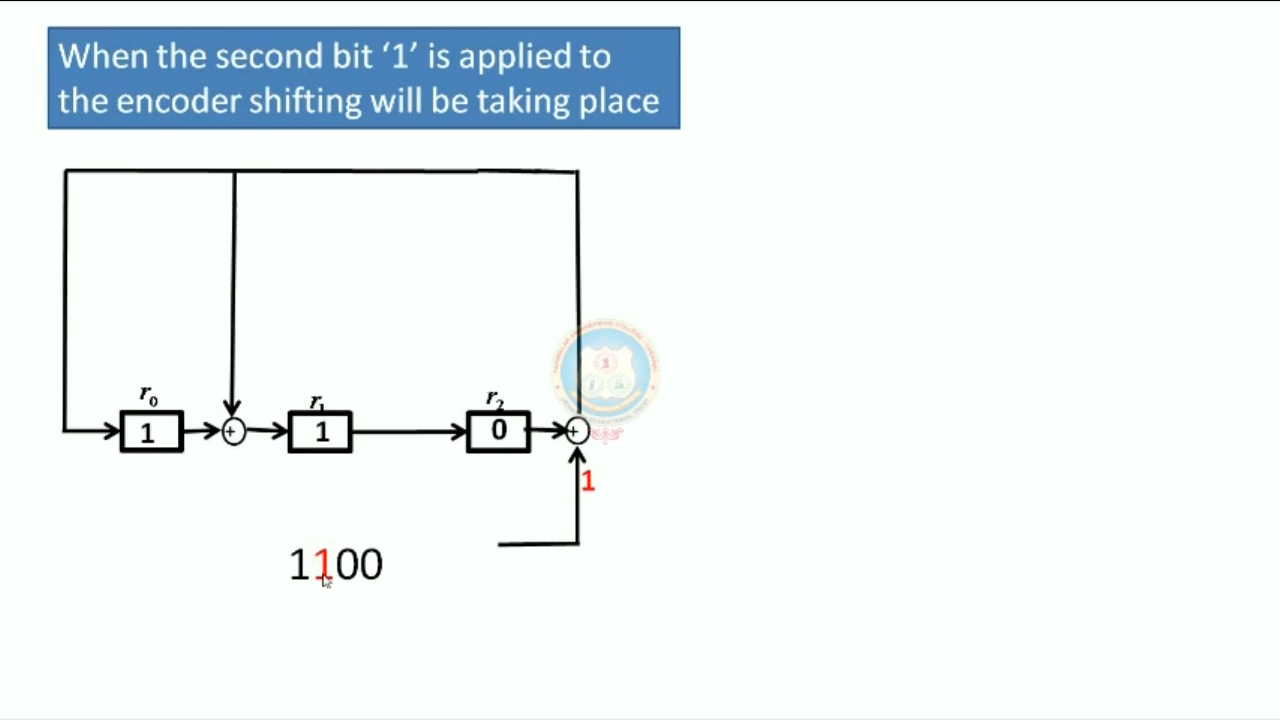 When the second bit ‘1’ is applied to
the encoder shifting will be taking place
r0 r1 r2
1 + 1 0 +
1
1100